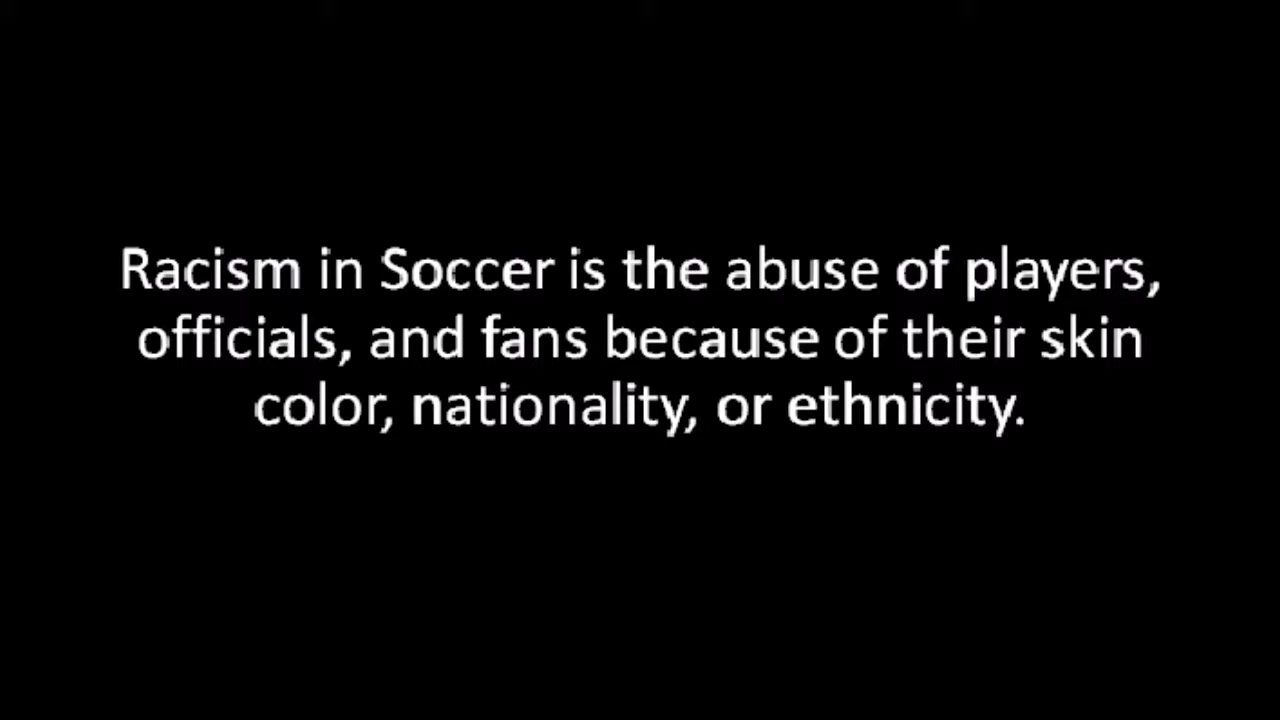 Racism in Soccer is the abuse of players,
officials, and fans because of their skin
color, nationality, or ethnicity.